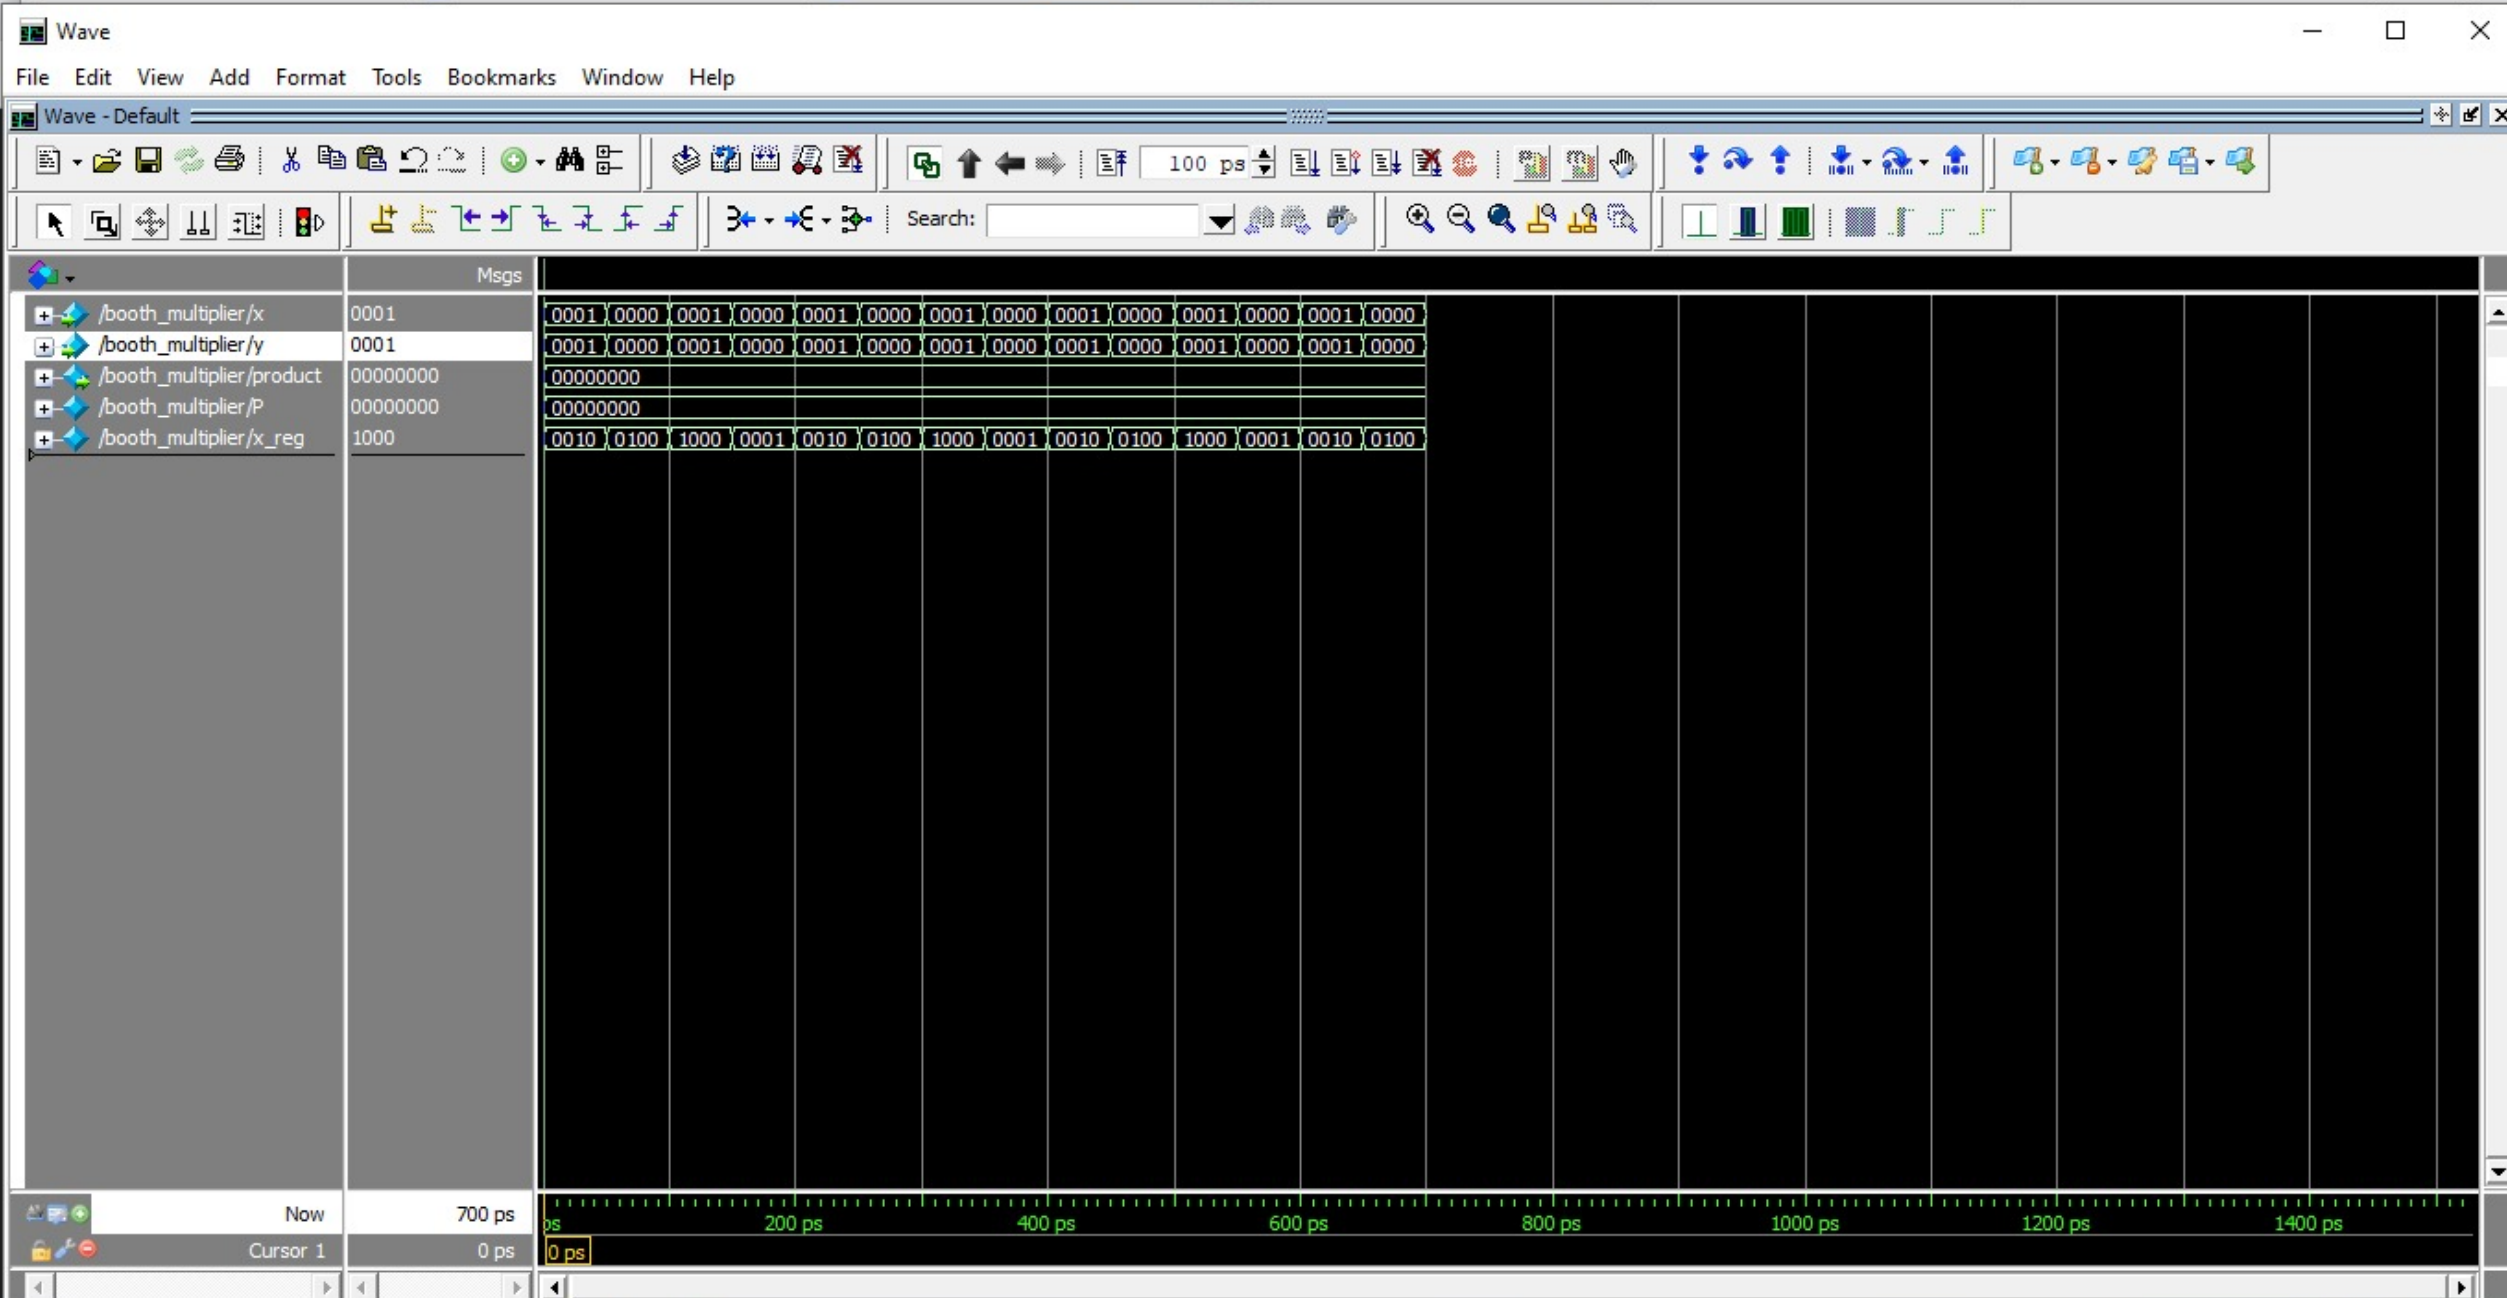 Wave
File Edit View Add Format Tools Bookmarks Window Help
Wave - Default
100 ps
Search:
Msgs
/booth_multiplier/x 0001 0001 0000 0001 0000 0001 0000 0001 0000 0001 0000 0001 0000 0001 0000
/booth_multiplier/y 0001 0001 0000 0001 0000 0001 0000 0001 0000 0001 0000 0001 0000 0001 0000
/booth_multiplier/product 00000000 00000000
/booth_multiplier/P 00000000 00000000
/booth_multiplier/x_reg 1000 0010 0100 1000 0001 0010 0100 1000 0001 0010 0100 1000 0001 0010 0100
Now 700 ps ps 200 ps 400 ps 600 ps 800 ps 1000 ps 1200 ps 1400 ps
Cursor 1 0 ps 0 ps